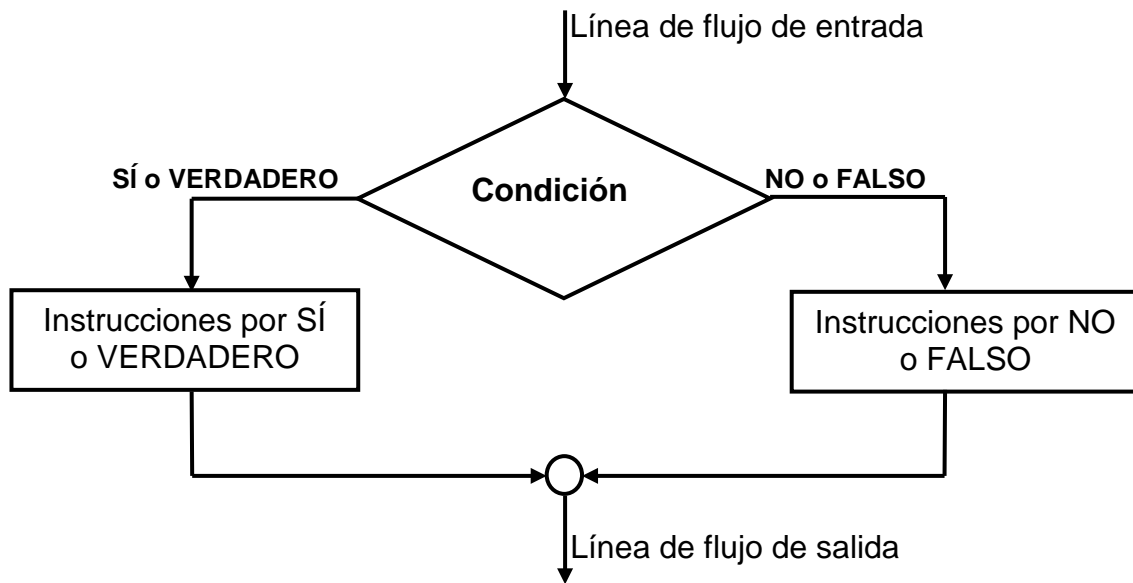 Línea de flujo de entrada
SÍ o VERDADERO
Condición
NO o FALSO
Instrucciones por SÍ
o VERDADERO
Instrucciones por NO
o FALSO
Línea de flujo de salida